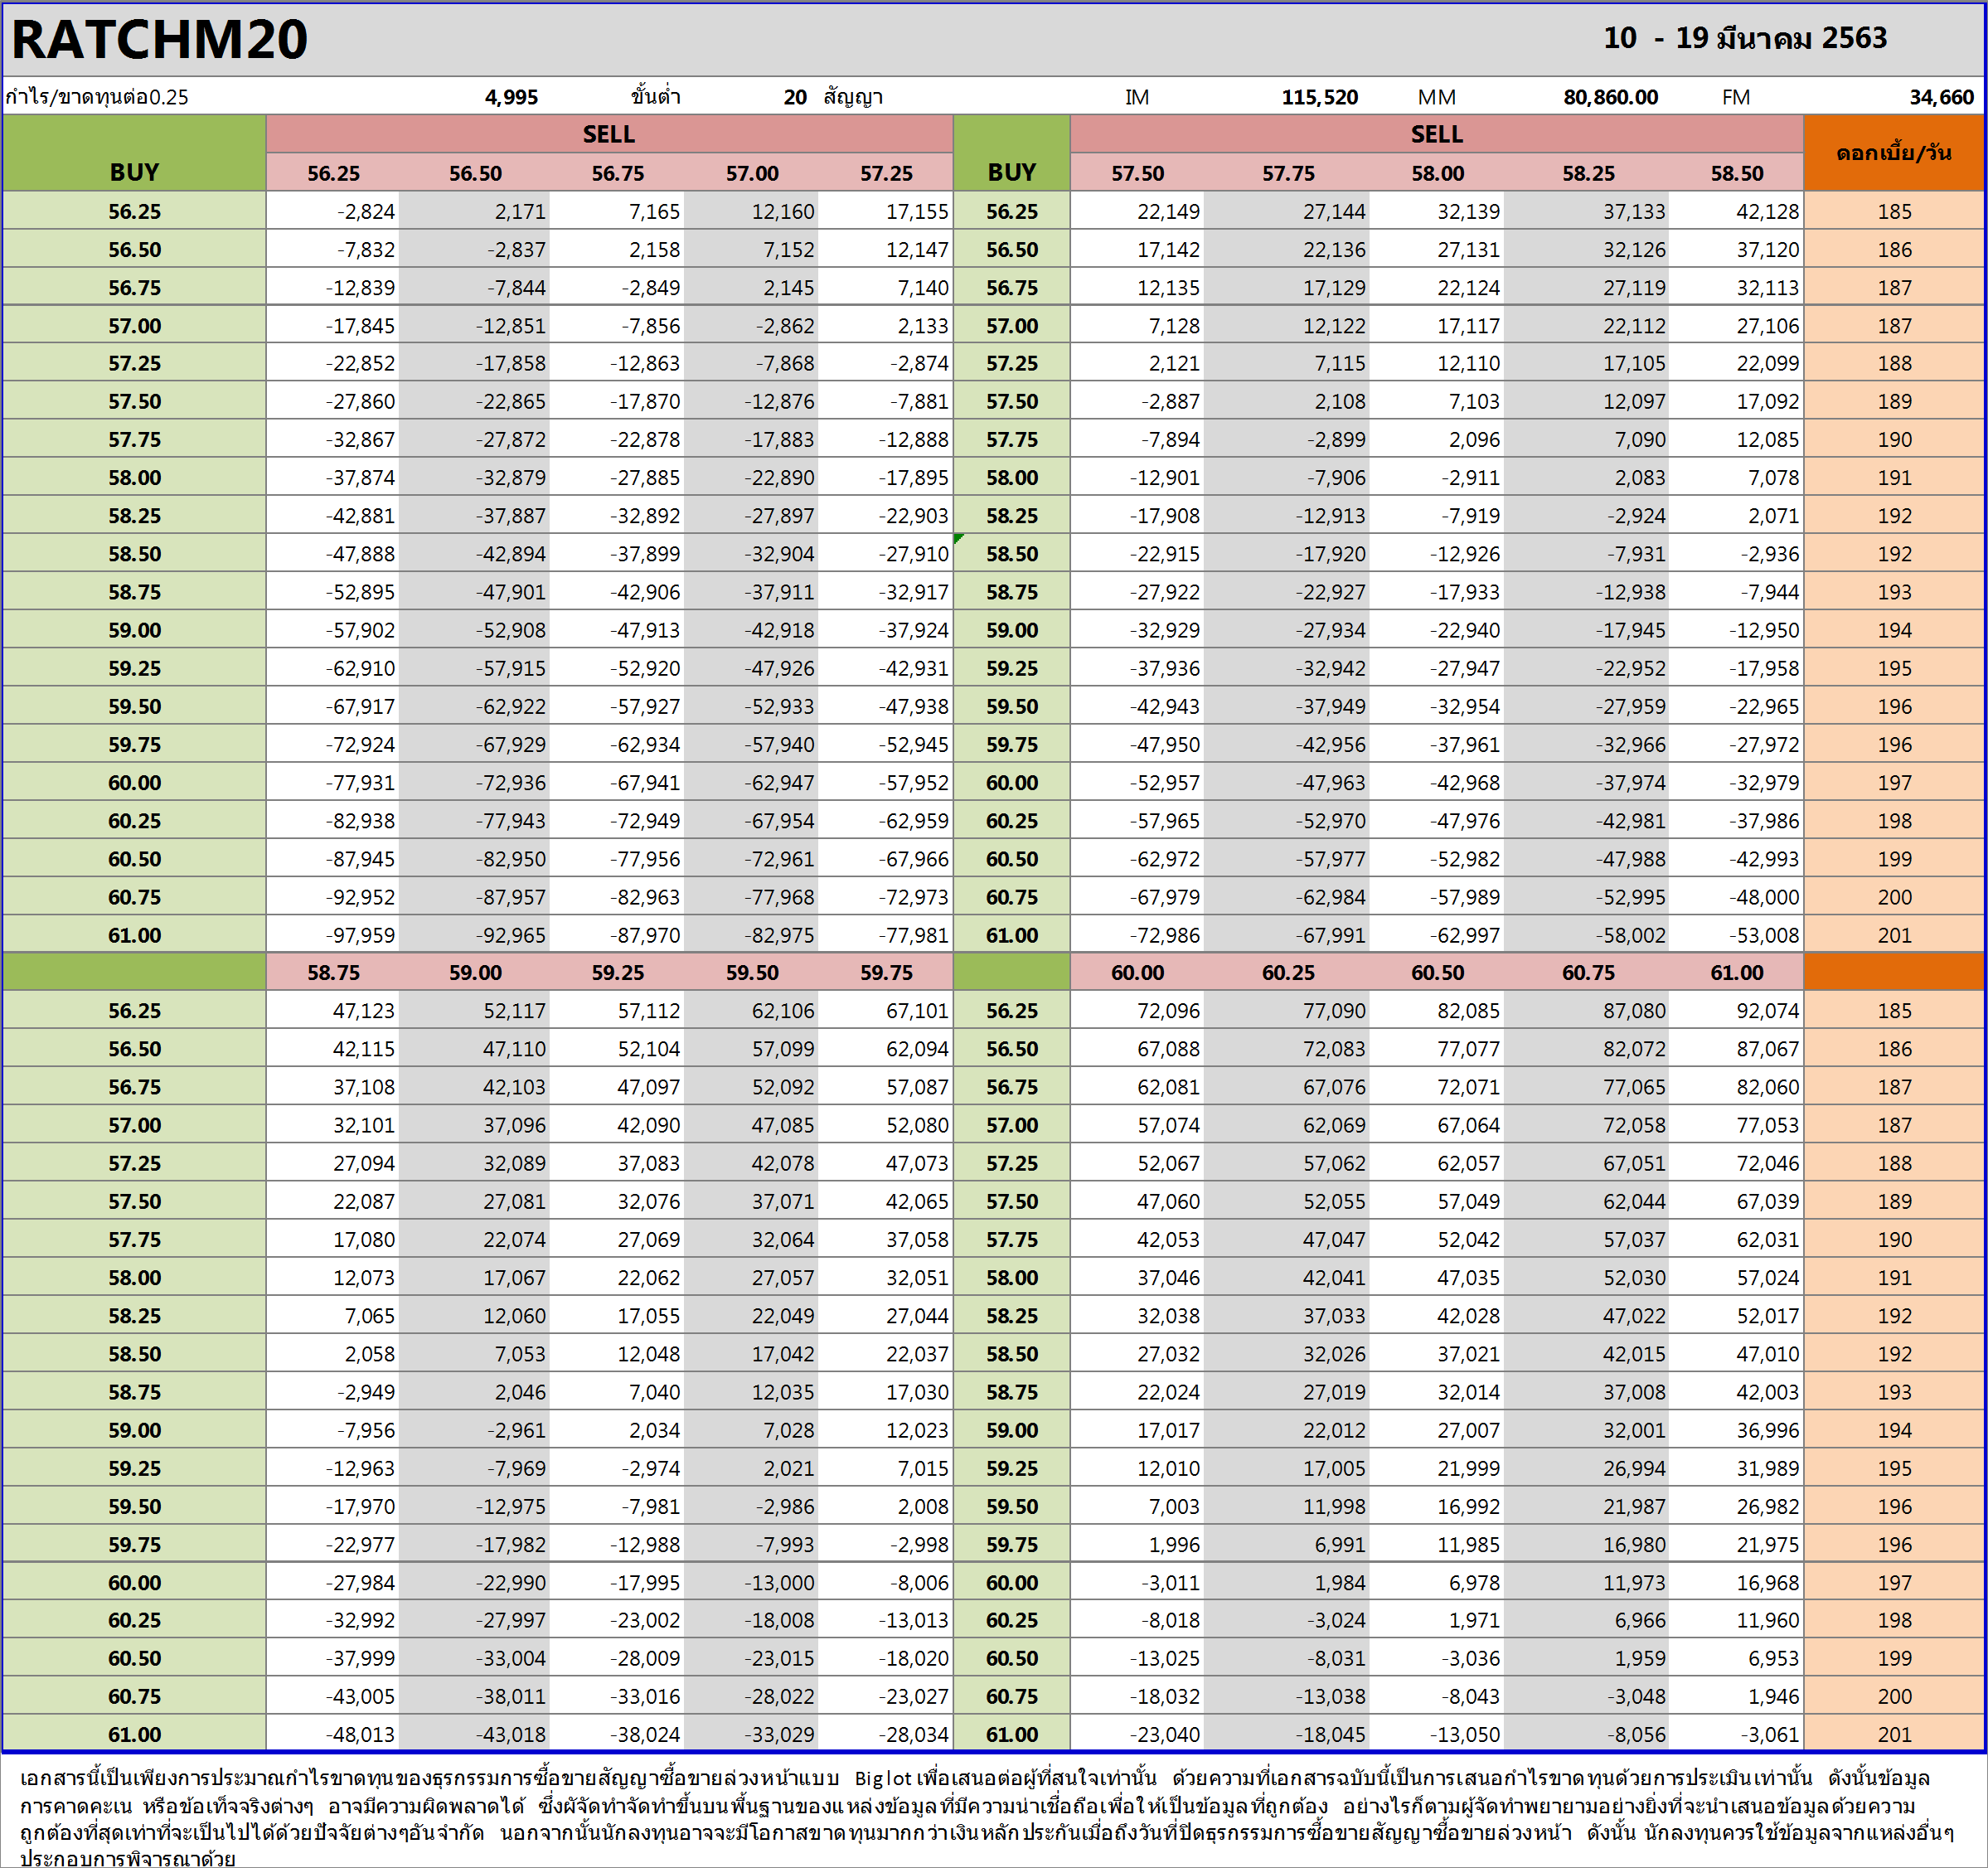 RATCHM20 10 - 19 มีนาคม 2563
กำไร/ขาดทุนต่อ0.25 4,995 ขั้นต่ำ 20 สัญญา IM 115,520 MM 80,860.00 FM 34,660
SELL SELL
BUY 56.25 56.50 56.75 57.00 57.25 BUY 57.50 57.75 58.00 58.25 58.50 ดอกเบี้ย/วัน
56.25 -2,824 2,171 7,165 12,160 17,155 56.25 22,149 27,144 32,139 37,133 42,128 185
56.50 -7,832 -2,837 2,158 7,152 12,147 56.50 17,142 22,136 27,131 32,126 37,120 186
56.75 -12,839 -7,844 -2,849 2,145 7,140 56.75 12,135 17,129 22,124 27,119 32,113 187
57.00 -17,845 -12,851 -7,856 -2,862 2,133 57.00 7,128 12,122 17,117 22,112 27,106 187
57.25 -22,852 -17,858 -12,863 -7,868 -2,874 57.25 2,121 7,115 12,110 17,105 22,099 188
57.50 -27,860 -22,865 -17,870 -12,876 -7,881 57.50 -2,887 2,108 7,103 12,097 17,092 189
57.75 -32,867 -27,872 -22,878 -17,883 -12,888 57.75 -7,894 -2,899 2,096 7,090 12,085 190
58.00 -37,874 -32,879 -27,885 -22,890 -17,895 58.00 -12,901 -7,906 -2,911 2,083 7,078 191
58.25 -42,881 -37,887 -32,892 -27,897 -22,903 58.25 -17,908 -12,913 -7,919 -2,924 2,071 192
58.50 -47,888 -42,894 -37,899 -32,904 -27,910 58.50 -22,915 -17,920 -12,926 -7,931 -2,936 192
58.75 -52,895 -47,901 -42,906 -37,911 -32,917 58.75 -27,922 -22,927 -17,933 -12,938 -7,944 193
59.00 -57,902 -52,908 -47,913 -42,918 -37,924 59.00 -32,929 -27,934 -22,940 -17,945 -12,950 194
59.25 -62,910 -57,915 -52,920 -47,926 -42,931 59.25 -37,936 -32,942 -27,947 -22,952 -17,958 195
59.50 -67,917 -62,922 -57,927 -52,933 -47,938 59.50 -42,943 -37,949 -32,954 -27,959 -22,965 196
59.75 -72,924 -67,929 -62,934 -57,940 -52,945 59.75 -47,950 -42,956 -37,961 -32,966 -27,972 196
60.00 -77,931 -72,936 -67,941 -62,947 -57,952 60.00 -52,957 -47,963 -42,968 -37,974 -32,979 197
60.25 -82,938 -77,943 -72,949 -67,954 -62,959 60.25 -57,965 -52,970 -47,976 -42,981 -37,986 198
60.50 -87,945 -82,950 -77,956 -72,961 -67,966 60.50 -62,972 -57,977 -52,982 -47,988 -42,993 199
60.75 -92,952 -87,957 -82,963 -77,968 -72,973 60.75 -67,979 -62,984 -57,989 -52,995 -48,000 200
61.00 -97,959 -92,965 -87,970 -82,975 -77,981 61.00 -72,986 -67,991 -62,997 -58,002 -53,008 201
58.75 59.00 59.25 59.50 59.75 60.00 60.25 60.50 60.75 61.00
56.25 47,123 52,117 57,112 62,106 67,101 56.25 72,096 77,090 82,085 87,080 92,074 185
56.50 42,115 47,110 52,104 57,099 62,094 56.50 67,088 72,083 77,077 82,072 87,067 186
56.75 37,108 42,103 47,097 52,092 57,087 56.75 62,081 67,076 72,071 77,065 82,060 187
57.00 32,101 37,096 42,090 47,085 52,080 57.00 57,074 62,069 67,064 72,058 77,053 187
57.25 27,094 32,089 37,083 42,078 47,073 57.25 52,067 57,062 62,057 67,051 72,046 188
57.50 22,087 27,081 32,076 37,071 42,065 57.50 47,060 52,055 57,049 62,044 67,039 189
57.75 17,080 22,074 27,069 32,064 37,058 57.75 42,053 47,047 52,042 57,037 62,031 190
58.00 12,073 17,067 22,062 27,057 32,051 58.00 37,046 42,041 47,035 52,030 57,024 191
58.25 7,065 12,060 17,055 22,049 27,044 58.25 32,038 37,033 42,028 47,022 52,017 192
58.50 2,058 7,053 12,048 17,042 22,037 58.50 27,032 32,026 37,021 42,015 47,010 192
58.75 -2,949 2,046 7,040 12,035 17,030 58.75 22,024 27,019 32,014 37,008 42,003 193
59.00 -7,956 -2,961 2,034 7,028 12,023 59.00 17,017 22,012 27,007 32,001 36,996 194
59.25 -12,963 -7,969 -2,974 2,021 7,015 59.25 12,010 17,005 21,999 26,994 31,989 195
59.50 -17,970 -12,975 -7,981 -2,986 2,008 59.50 7,003 11,998 16,992 21,987 26,982 196
59.75 -22,977 -17,982 -12,988 -7,993 -2,998 59.75 1,996 6,991 11,985 16,980 21,975 196
60.00 -27,984 -22,990 -17,995 -13,000 -8,006 60.00 -3,011 1,984 6,978 11,973 16,968 197
60.25 -32,992 -27,997 -23,002 -18,008 -13,013 60.25 -8,018 -3,024 1,971 6,966 11,960 198
60.50 -37,999 -33,004 -28,009 -23,015 -18,020 60.50 -13,025 -8,031 -3,036 1,959 6,953 199
60.75 -43,005 -38,011 -33,016 -28,022 -23,027 60.75 -18,032 -13,038 -8,043 -3,048 1,946 200
61.00 -48,013 -43,018 -38,024 -33,029 -28,034 61.00 -23,040 -18,045 -13,050 -8,056 -3,061 201
เอกสารนี้เป็นเพียงการประมาณกำไรขาดทุนของธุรกรรมการซื้อขายสัญญาซื้อขายล่วงหน้าแบบ Biglotเพื่อเสนอต่อผู้ที่สนใจเท่านั้น ด้วยความที่เอกสารฉบับนี้เป็นการเสนอกำไรขาดทุนด้วยการประเมินเท่านั้น ดังนั้นข้อมูล
การคาดคะเน หรือข้อเท็จจริงต่างๆ อาจมีความผิดพลาดได้ ซึ่งผัจัดทำจัดทำขึ้นบนพื้นฐานของแหล่งข้อมูลที่มีความน่าเชื่อถือเพื่อให้เป็นข้อมูลที่ถูกต้อง อย่างไรก็ตามผู้จัดทำพยายามอย่างยิ่งที่จะนำเสนอข้อมูลด้วยความ
ถูกต้องที่สุดเท่าที่จะเป็นไปได้ด้วยปัจจัยต่างๆอันจำกัด นอกจากนั้นนักลงทุนอาจจะมีโอกาสขาดทุนมากกว่าเงินหลักประกันเมื่อถึงวันที่ปิดธุรกรรมการซื้อขายสัญญาซื้อขายล่วงหน้า ดังนั้น นักลงทุนควรใช้ข้อมูลจากแหล่งอื่นๆ
ประกอบการพิจารณาด้วย